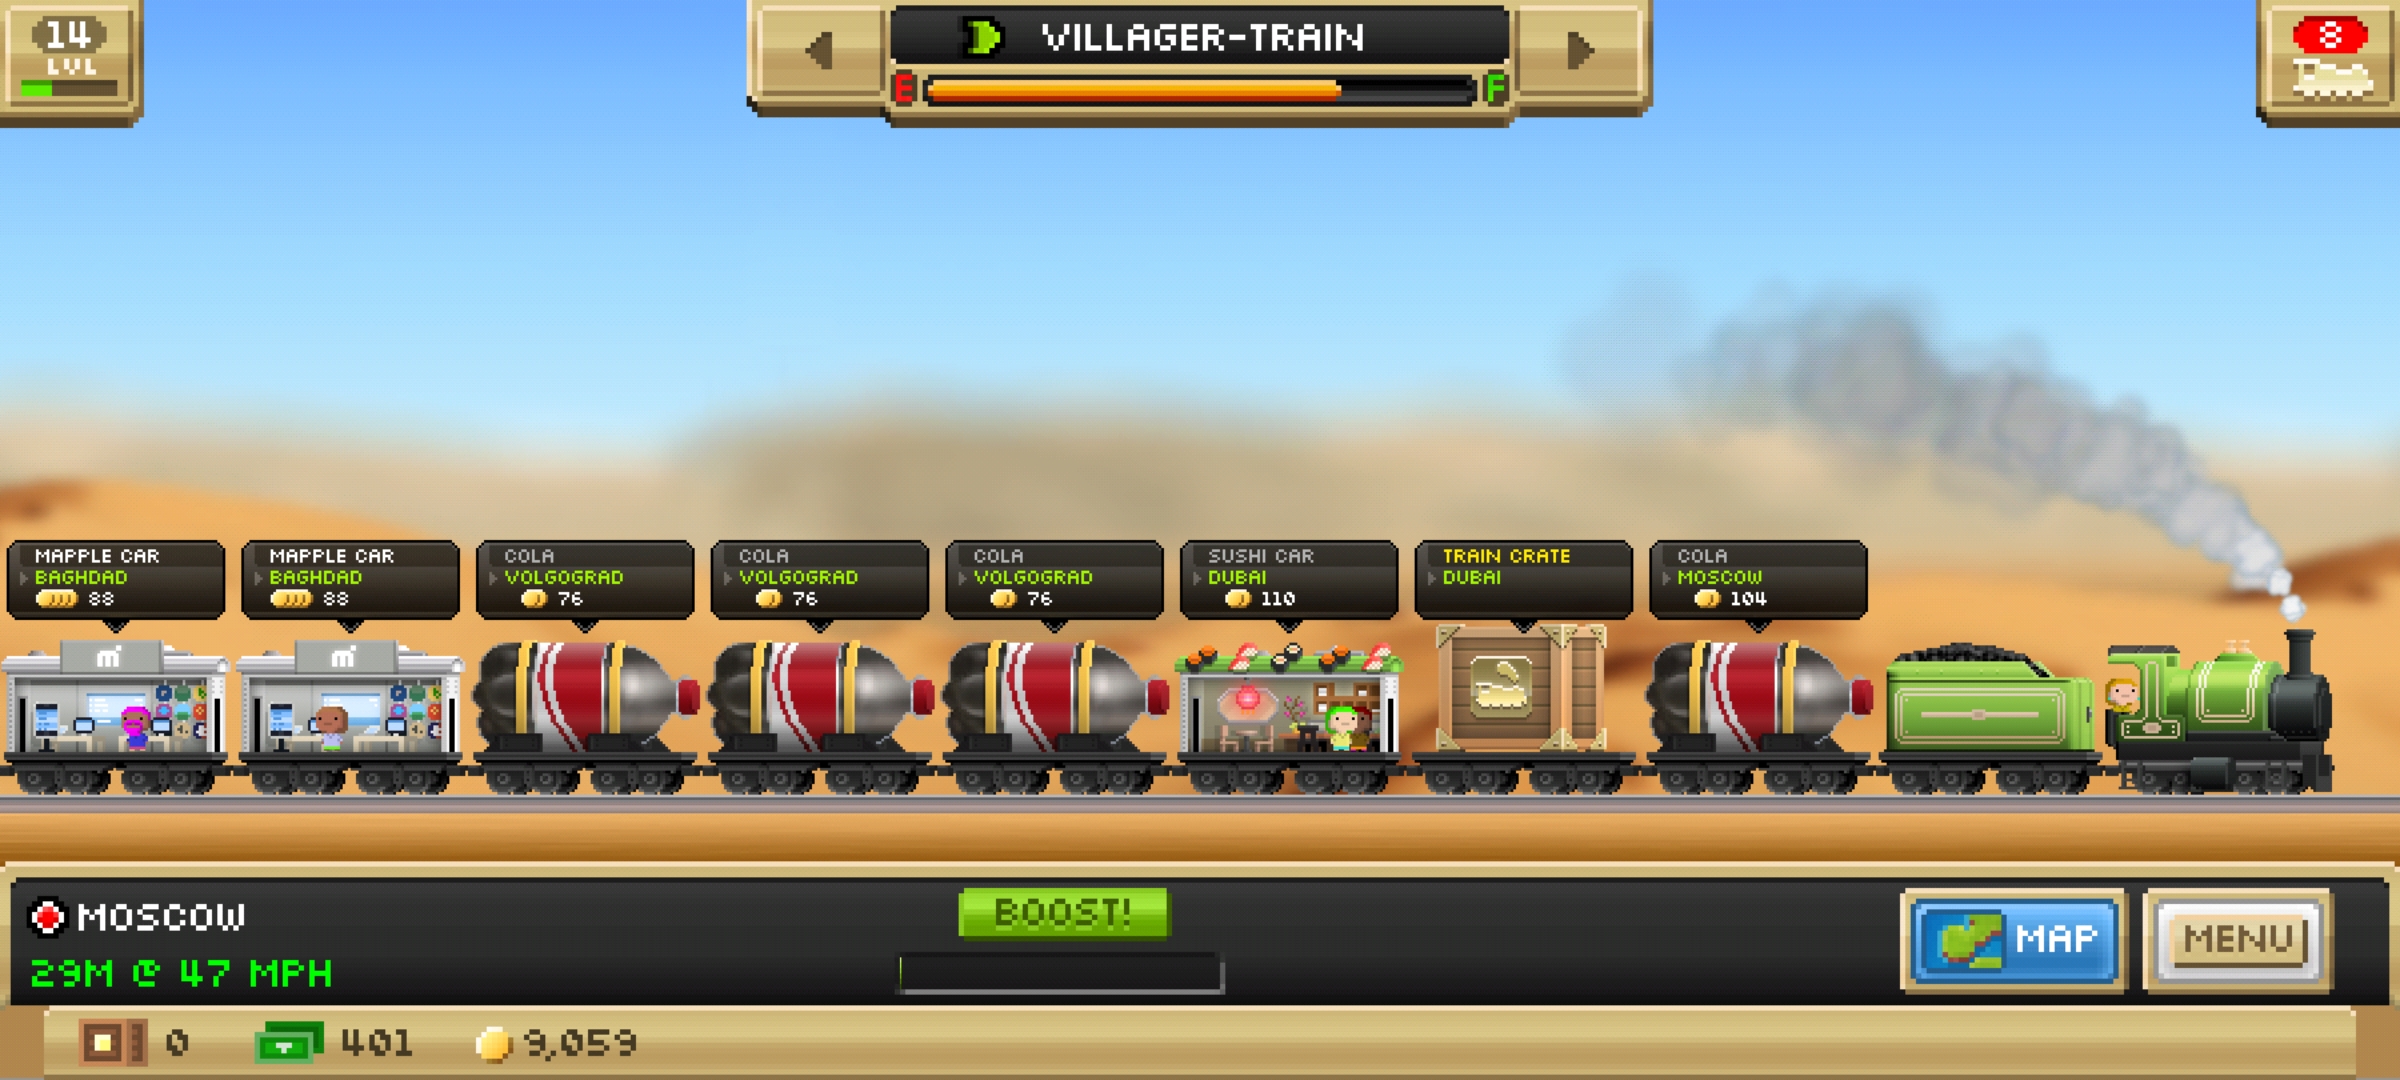 14
LVL
VILLAGER-TRAIN
E
F
8
MAPPLE CAR
BAGHDAD
88
MAPPLE CAR
BAGHDAD
88
COLA
VOLGOGRAD
76
COLA
VOLGOGRAD
76
COLA
VOLGOGRAD
76
SUSHI CAR
DUBAI
110
TRAIN CRATE
DUBAI
COLA
MOSCOW
104
m
m
MOSCOW
29M @ 47 MPH
BOOST!
MAP
MENU
0
401
9,059